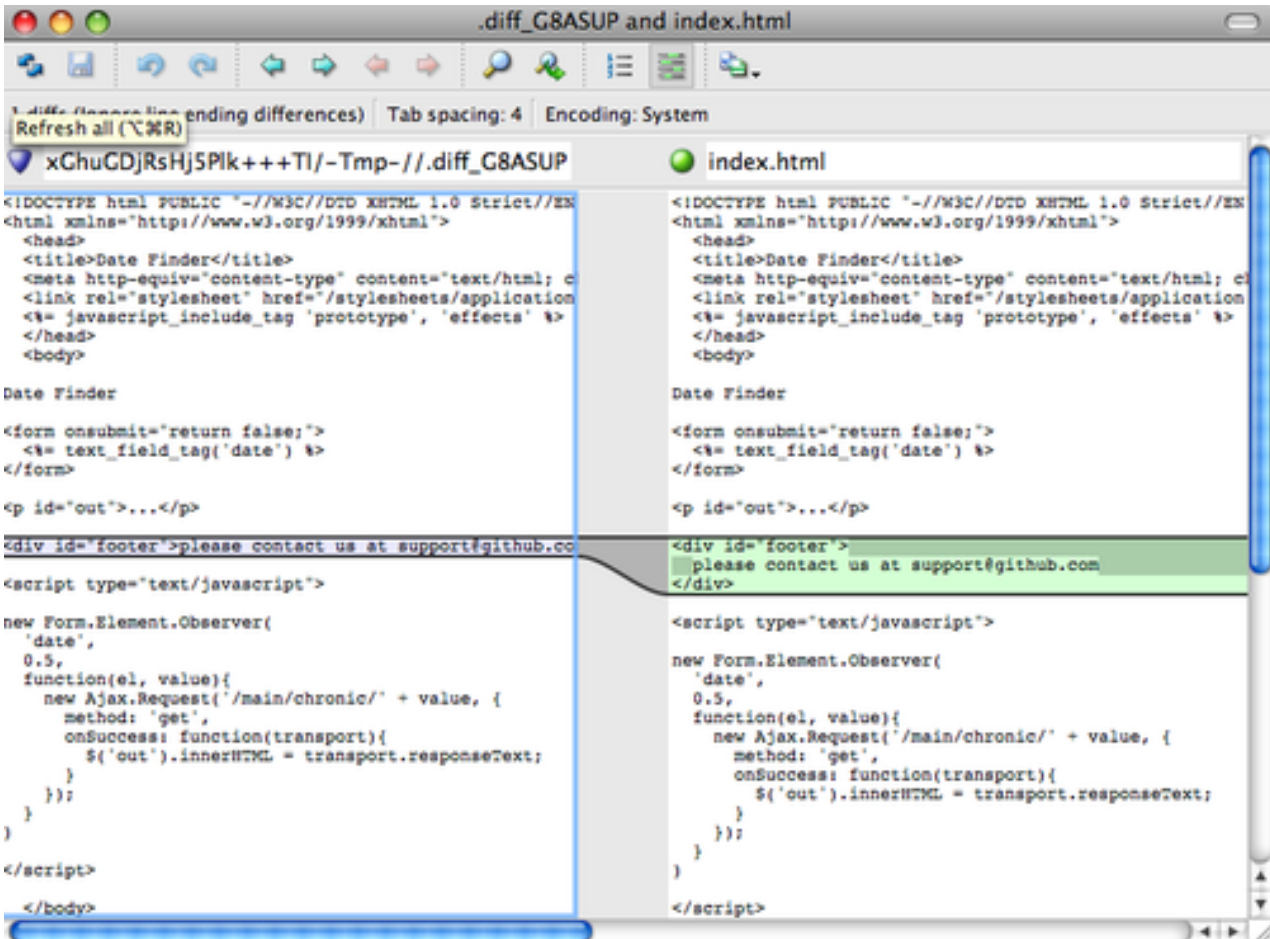 .diff_G8ASUP and index.html
1 diffs (Ignore line ending differences) Tab spacing: 4 Encoding: System
Refresh all (⌥⌘R)
xGhuGDjRsHj5Plk+++TI/-Tmp-//.diff_G8ASUP
<!DOCTYPE html PUBLIC "-//W3C//DTD XHTML 1.0 Strict//EN
<html xmlns="http://www.w3.org/1999/xhtml">
  <head>
  <title>Date Finder</title>
  <meta http-equiv="content-type" content="text/html; c
  <link rel="stylesheet" href="/stylesheets/application
  <%= javascript_include_tag 'prototype', 'effects' %>
  </head>
  <body>
Date Finder
<form onsubmit="return false;">
  <%= text_field_tag('date') %>
</form>
<p id="out">...</p>
<div id="footer">please contact us at support@github.co
<script type="text/javascript">
new Form.Element.Observer(
  'date',
  0.5,
  function(el, value){
    new Ajax.Request('/main/chronic/' + value, {
      method: 'get',
      onSuccess: function(transport){
        $('out').innerHTML = transport.responseText;
      }
    });
  }
)
</script>
  </body>
index.html
<!DOCTYPE html PUBLIC "-//W3C//DTD XHTML 1.0 Strict//EN"
<html xmlns="http://www.w3.org/1999/xhtml">
  <head>
  <title>Date Finder</title>
  <meta http-equiv="content-type" content="text/html; c
  <link rel="stylesheet" href="/stylesheets/application
  <%= javascript_include_tag 'prototype', 'effects' %>
  </head>
  <body>
Date Finder
<form onsubmit="return false;">
  <%= text_field_tag('date') %>
</form>
<p id="out">...</p>
<div id="footer">
  please contact us at support@github.com
</div>
<script type="text/javascript">
new Form.Element.Observer(
  'date',
  0.5,
  function(el, value){
    new Ajax.Request('/main/chronic/' + value, {
      method: 'get',
      onSuccess: function(transport){
        $('out').innerHTML = transport.responseText;
      }
    });
  }
)
</script>